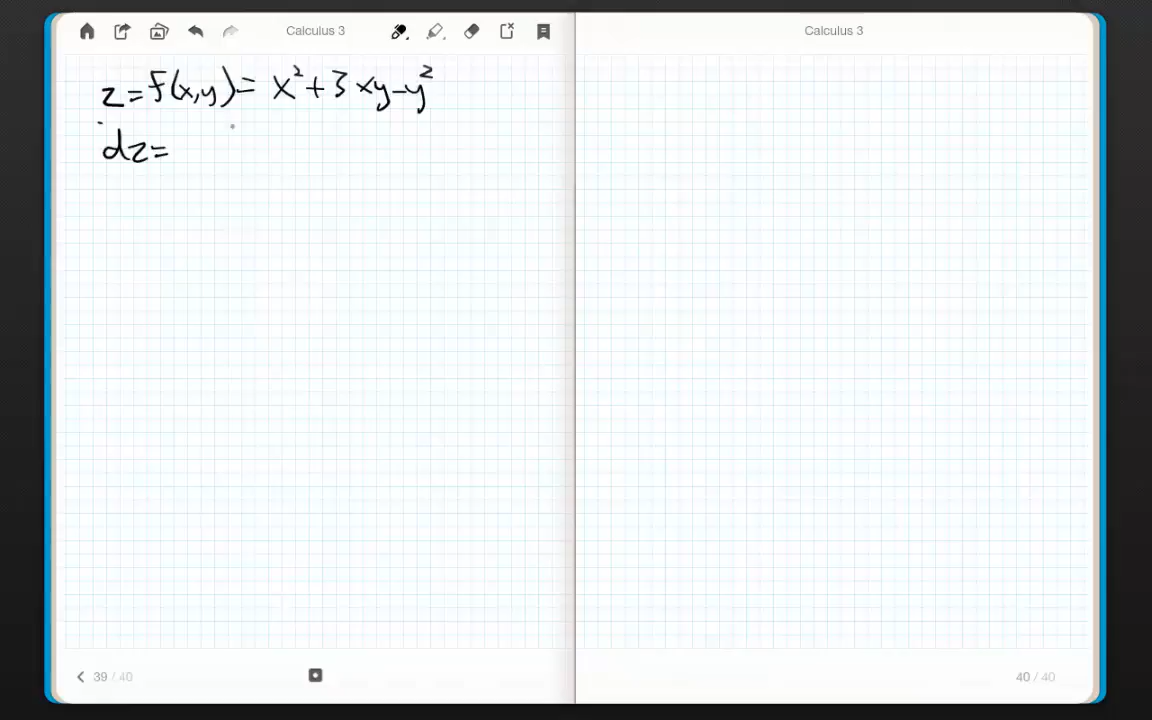 Calculus 3
z=f(x,y)= x²+3xy-y²
dz=
39 / 40
Calculus 3
40 / 40